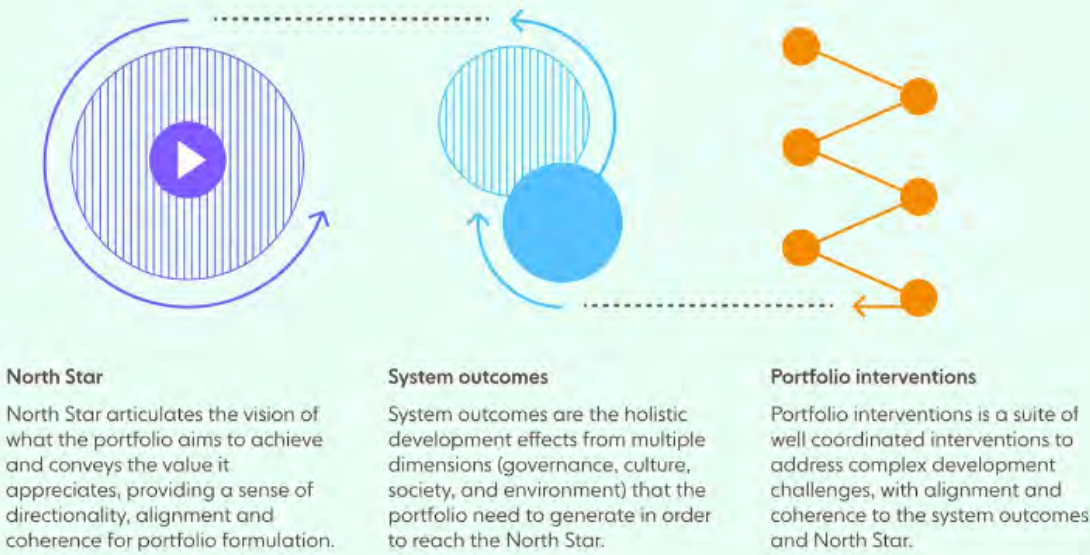 North Star
North Star articulates the vision of
what the portfolio aims to achieve
and conveys the value it
appreciates, providing a sense of
directionality, alignment and
coherence for portfolio formulation.
System outcomes
System outcomes are the holistic
development effects from multiple
dimensions (governance, culture,
society, and environment) that the
portfolio need to generate in order
to reach the North Star.
Portfolio interventions
Portfolio interventions is a suite of
well coordinated interventions to
address complex development
challenges, with alignment and
coherence to the system outcomes
and North Star.